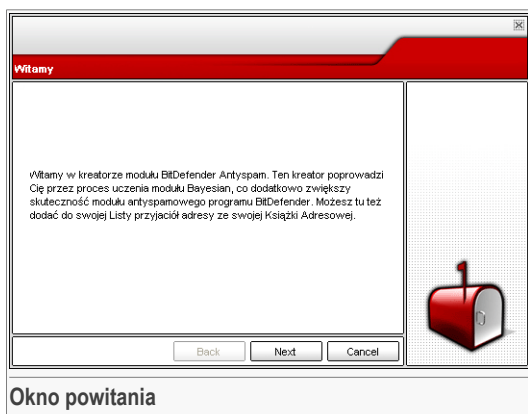 Witamy
Witamy w kreatorze modułu BitDefender Antyspam. Ten kreator poprowadzi
Cię przez proces uczenia modułu Bayesian, co dodatkowo zwiększy
skuteczność modułu antyspamowego programu BitDefender. Możesz tu też
dodać do swojej Listy przyjaciół adresy ze swojej Książki Adresowej.
Back Next Cancel
Okno powitania